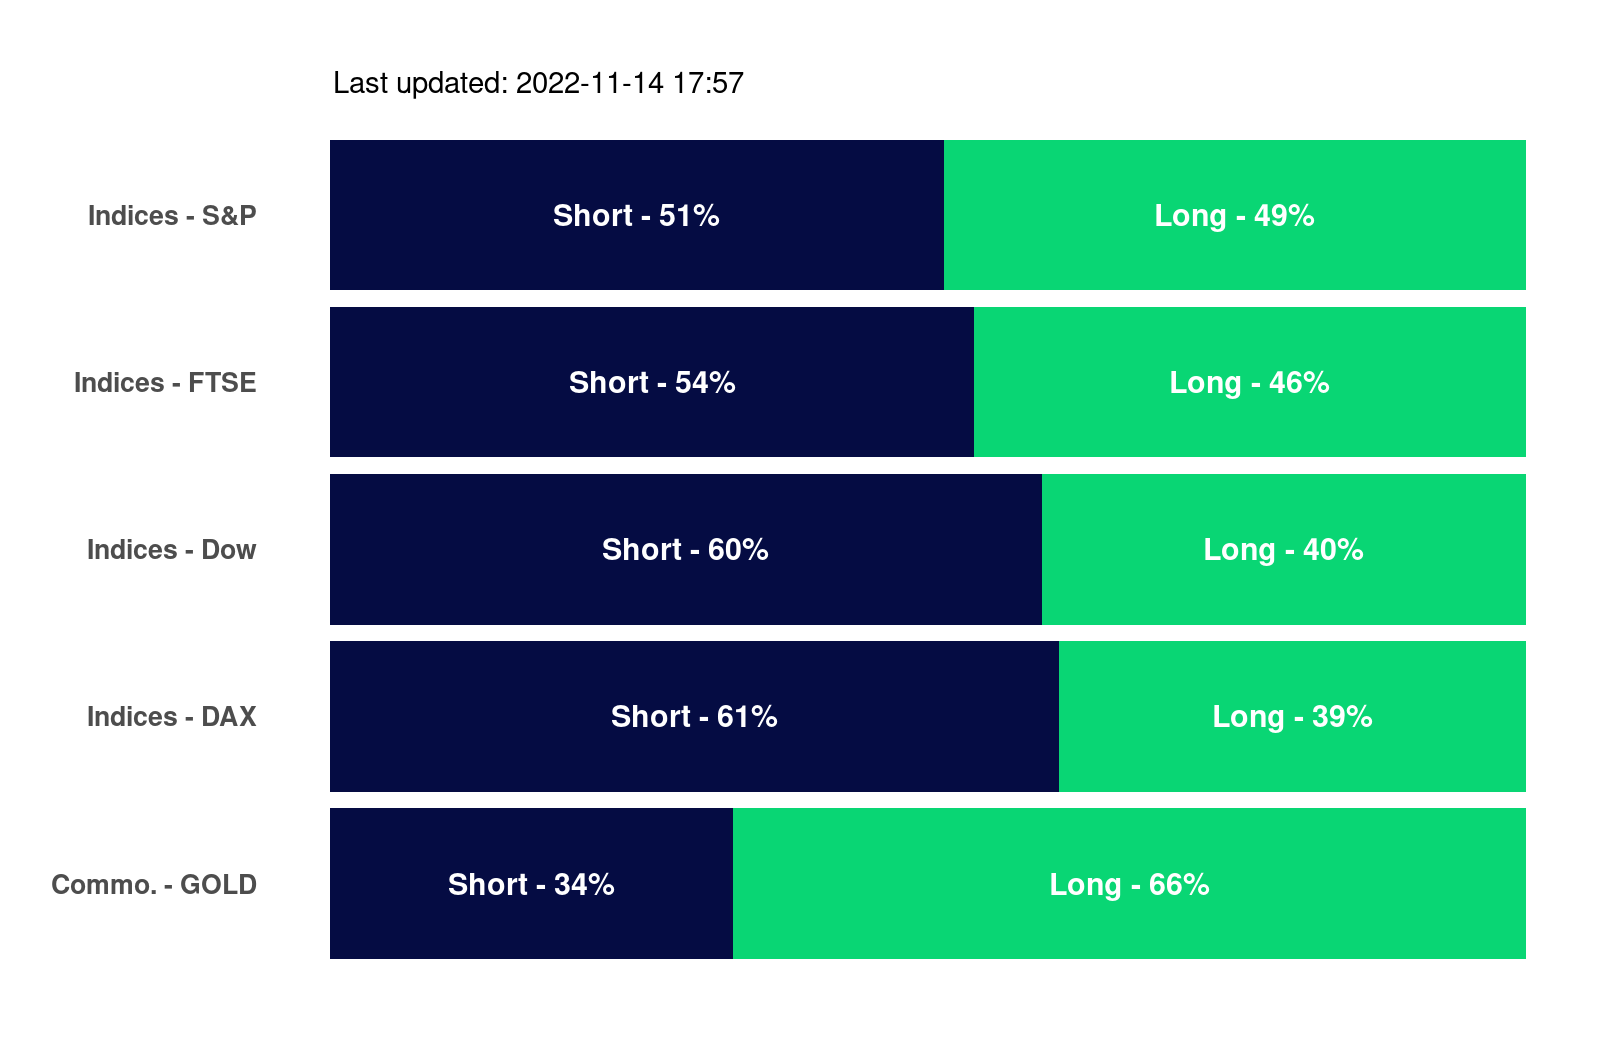 Last updated: 2022-11-14 17:57
Indices - S&P Short - 51% Long - 49%
Indices - FTSE Short - 54% Long - 46%
Indices - Dow Short - 60% Long - 40%
Indices - DAX Short - 61% Long - 39%
Commo. - GOLD Short - 34% Long - 66%